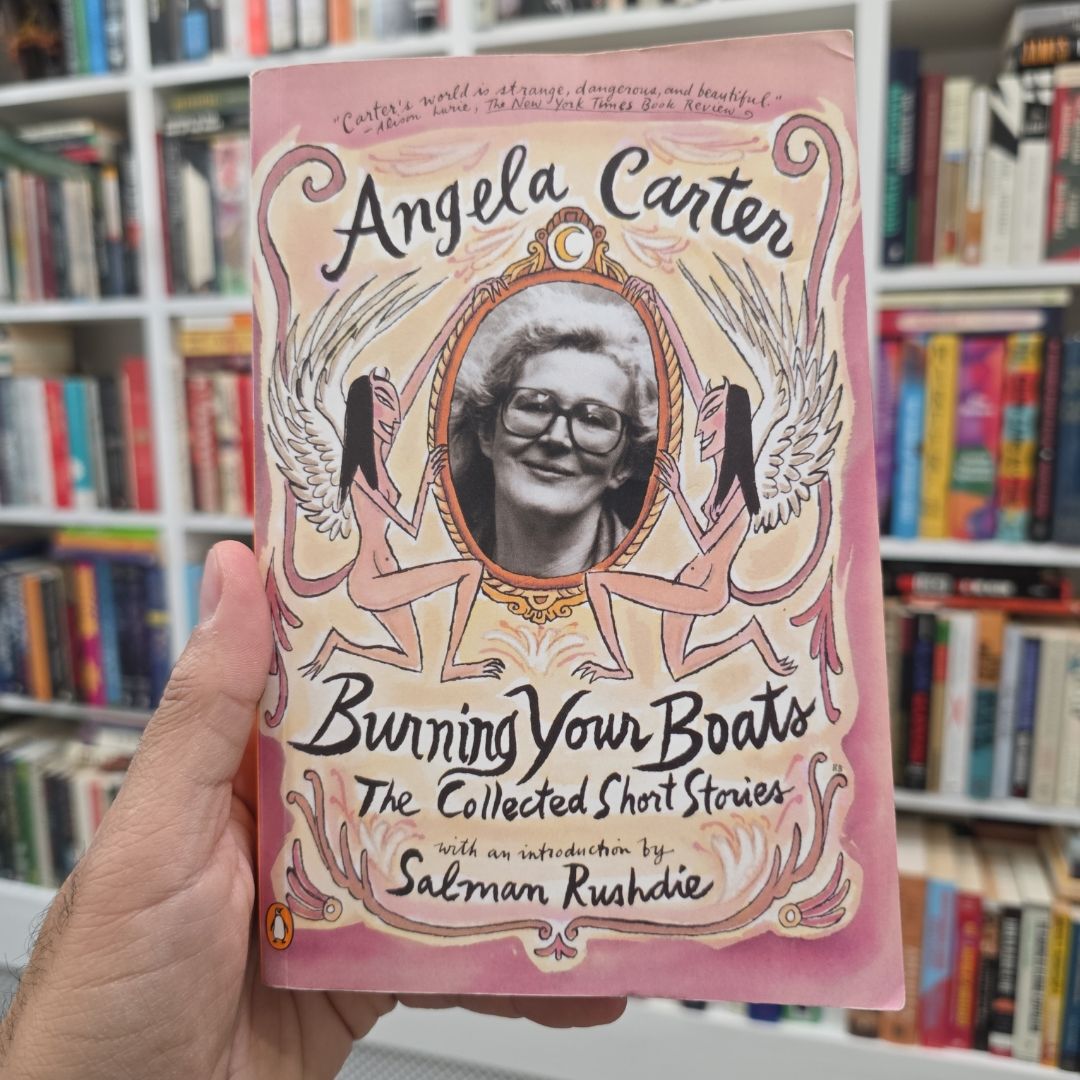 "Carter's world is strange, dangerous, and beautiful."
—Alison Lurie, The New York Times Book Review
Angela Carter
Burning Your Boats
The Collected Short Stories
with an introduction by
Salman Rushdie
JAMES